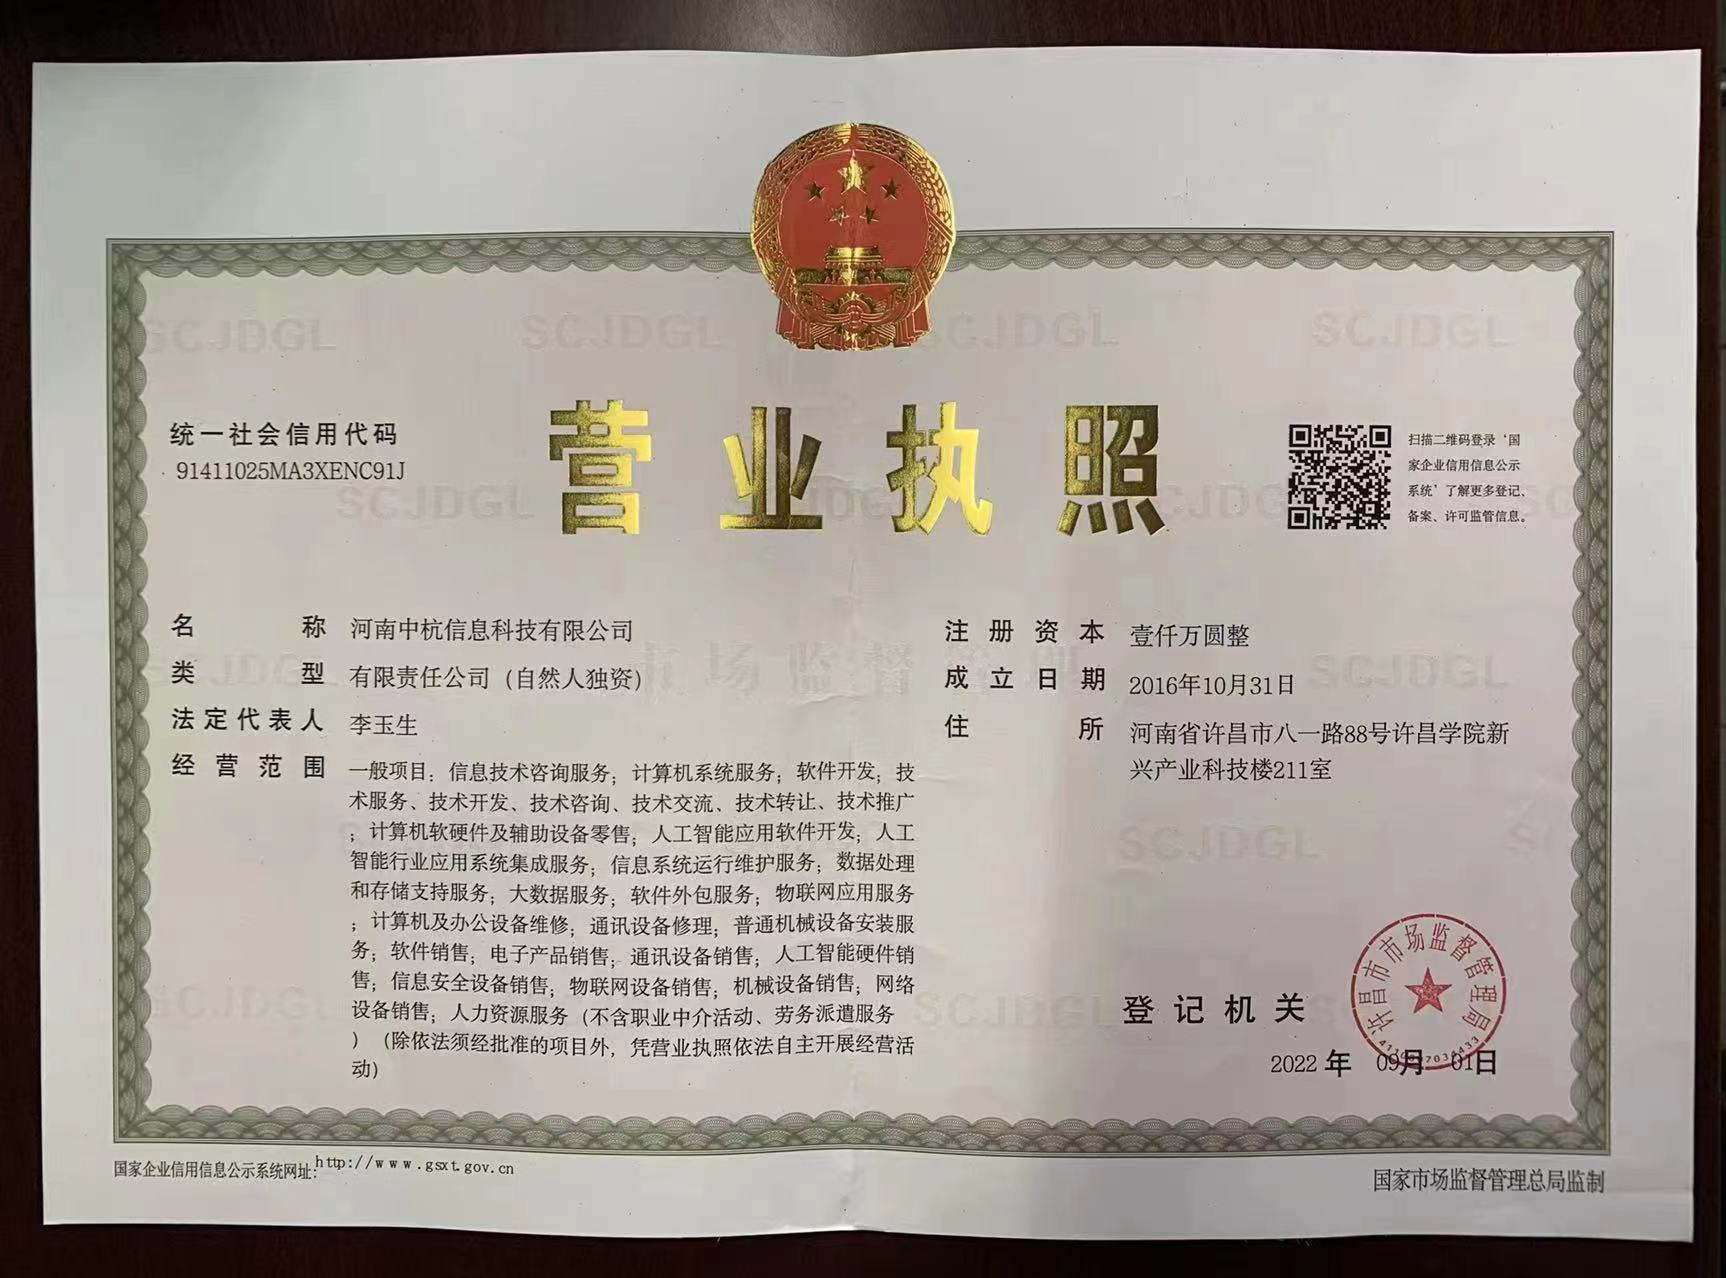 营业执照
统一社会信用代码
91411025MA3XENC91J
扫描二维码登录‘国
家企业信用信息公示
系统’了解更多登记、
备案、许可监管信息。
名 称 河南中杭信息科技有限公司
类 型 有限责任公司（自然人独资）
法定代表人 李玉生
经营范围 一般项目：信息技术咨询服务；计算机系统服务；软件开发；技
术服务、技术开发、技术咨询、技术交流、技术转让、技术推广
；计算机软硬件及辅助设备零售；人工智能应用软件开发；人工
智能行业应用系统集成服务；信息系统运行维护服务；数据处理
和存储支持服务；大数据服务；软件外包服务；物联网应用服务
；计算机及办公设备维修；通讯设备修理；普通机械设备安装服
务；软件销售；电子产品销售；通讯设备销售；人工智能硬件销
售；信息安全设备销售；物联网设备销售；机械设备销售；网络
设备销售；人力资源服务（不含职业中介活动、劳务派遣服务
）（除依法须经批准的项目外，凭营业执照依法自主开展经营活
动）
注册资本 壹仟万圆整
成立日期 2016年10月31日
住 所 河南省许昌市八一路88号许昌学院新
兴产业科技楼211室
登记机关
许昌市市场监督管理局
2022 年 09月 01日
国家企业信用信息公示系统网址:http://www.gsxt.gov.cn
国家市场监督管理总局监制
SCJDGL
市场监督管理